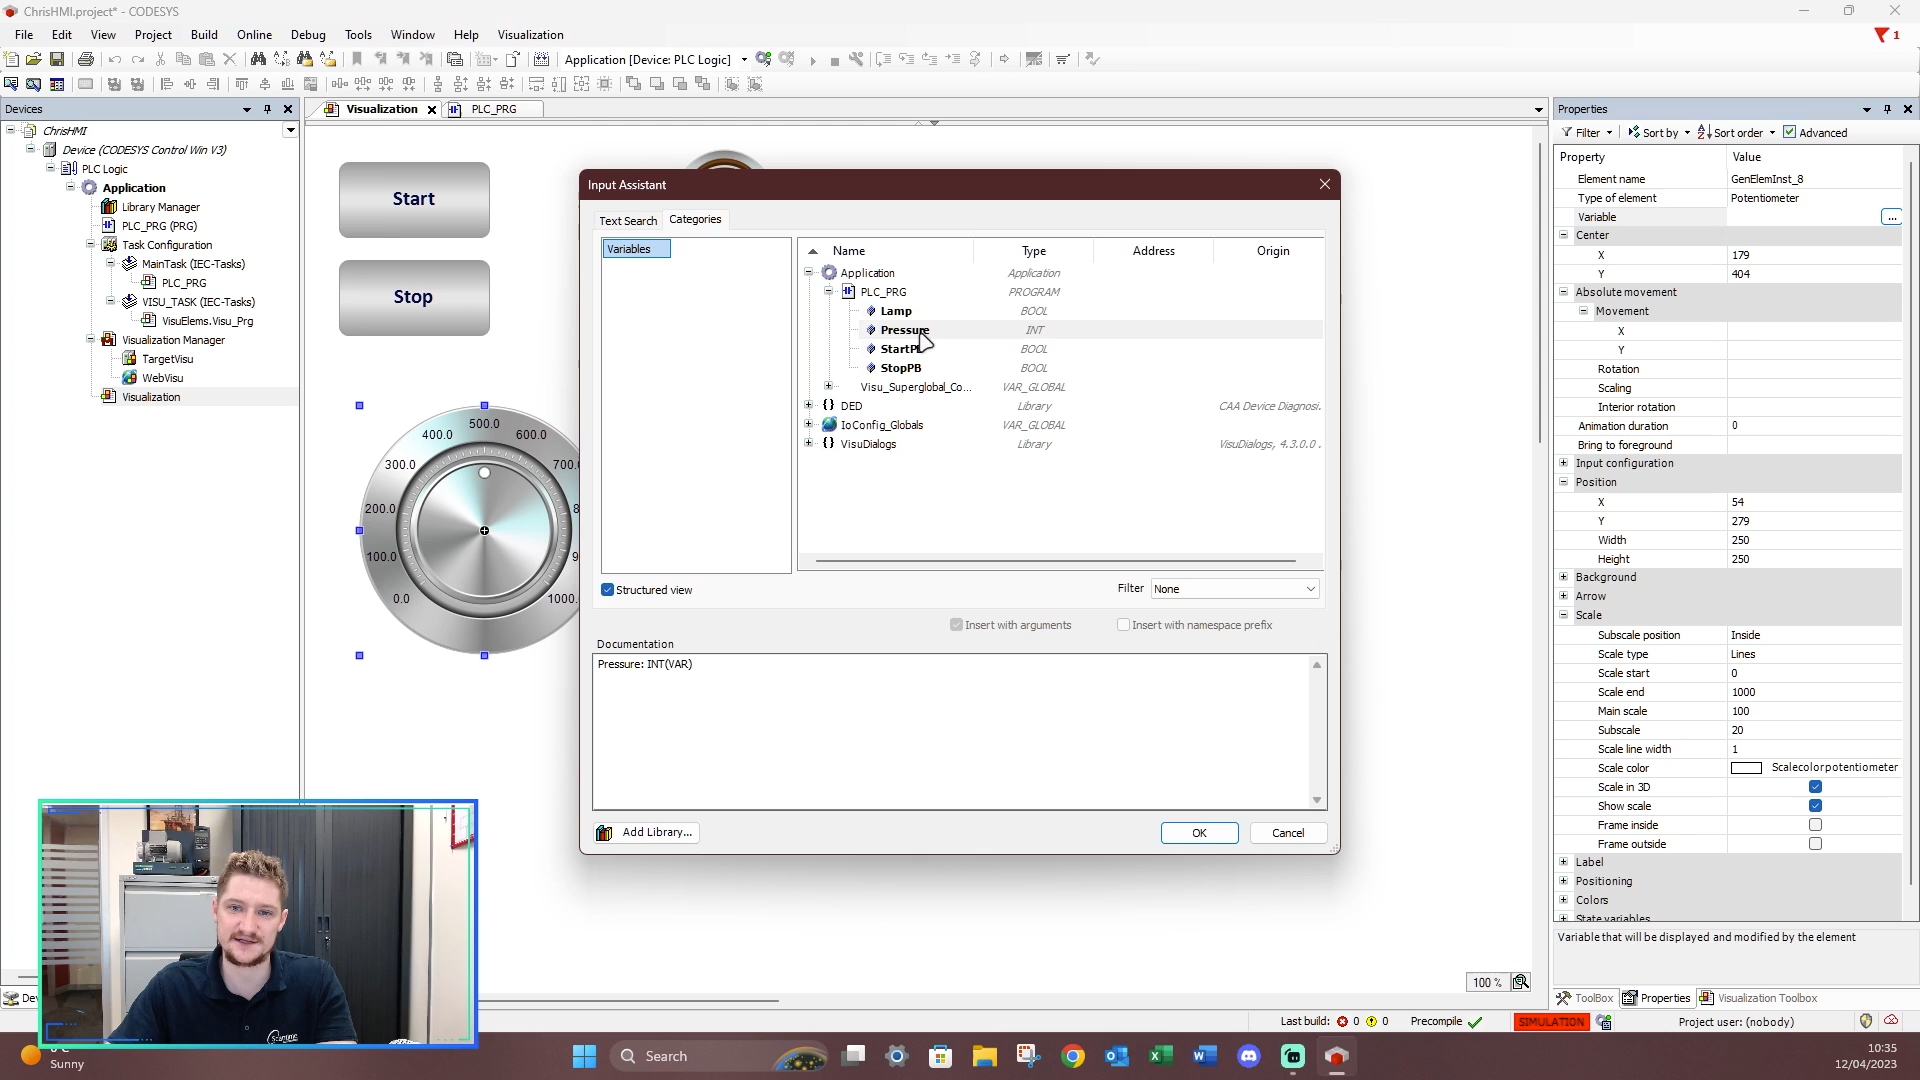 ChrisHMI.project* - CODESYS
File Edit View Project Build Online Debug Tools Window Help Visualization
1
Application [Device: PLC Logic]
Devices
ChrisHMI
Device (CODESYS Control Win V3)
PLC Logic
Application
Library Manager
PLC_PRG (PRG)
Task Configuration
MainTask (IEC-Tasks)
PLC_PRG
VISU_TASK (IEC-Tasks)
VisuElems.Visu_Prg
Visualization Manager
TargetVisu
WebVisu
Visualization
Visualization PLC_PRG
Start
Stop
500.0
400.0 600.0
300.0 700.
200.0 8
100.0 9
0.0 1000.
Input Assistant
Text Search Categories
Variables
Name Type Address Origin
Application Application
PLC_PRG PROGRAM
Lamp BOOL
Pressure INT
StartP BOOL
StopPB BOOL
Visu_Superglobal_Co... VAR_GLOBAL
DED Library CAA Device Diagnosi.
IoConfig_Globals VAR_GLOBAL
VisuDialogs Library VisuDialogs, 4.3.0.0 .
Structured view
Filter None
Insert with arguments Insert with namespace prefix
Documentation
Pressure: INT(VAR)
Add Library... OK Cancel
100 %
Properties
Filter Sort by Sort order Advanced
Property Value
Element name GenElemInst_8
Type of element Potentiometer
Variable ...
Center
X 179
Y 404
Absolute movement
Movement
X
Y
Rotation
Scaling
Interior rotation
Animation duration 0
Bring to foreground
Input configuration
Position
X 54
Y 279
Width 250
Height 250
Background
Arrow
Scale
Subscale position Inside
Scale type Lines
Scale start 0
Scale end 1000
Main scale 100
Subscale 20
Scale line width 1
Scale color Scalecolorpotentiometer
Scale in 3D
Show scale
Frame inside
Frame outside
Label
Positioning
Colors
State variables
Variable that will be displayed and modified by the element
ToolBox Properties Visualization Toolbox
Dev
Last build: 0 0 Precompile SIMULATION Project user: (nobody)
Sunny
Search
10:35
12/04/2023